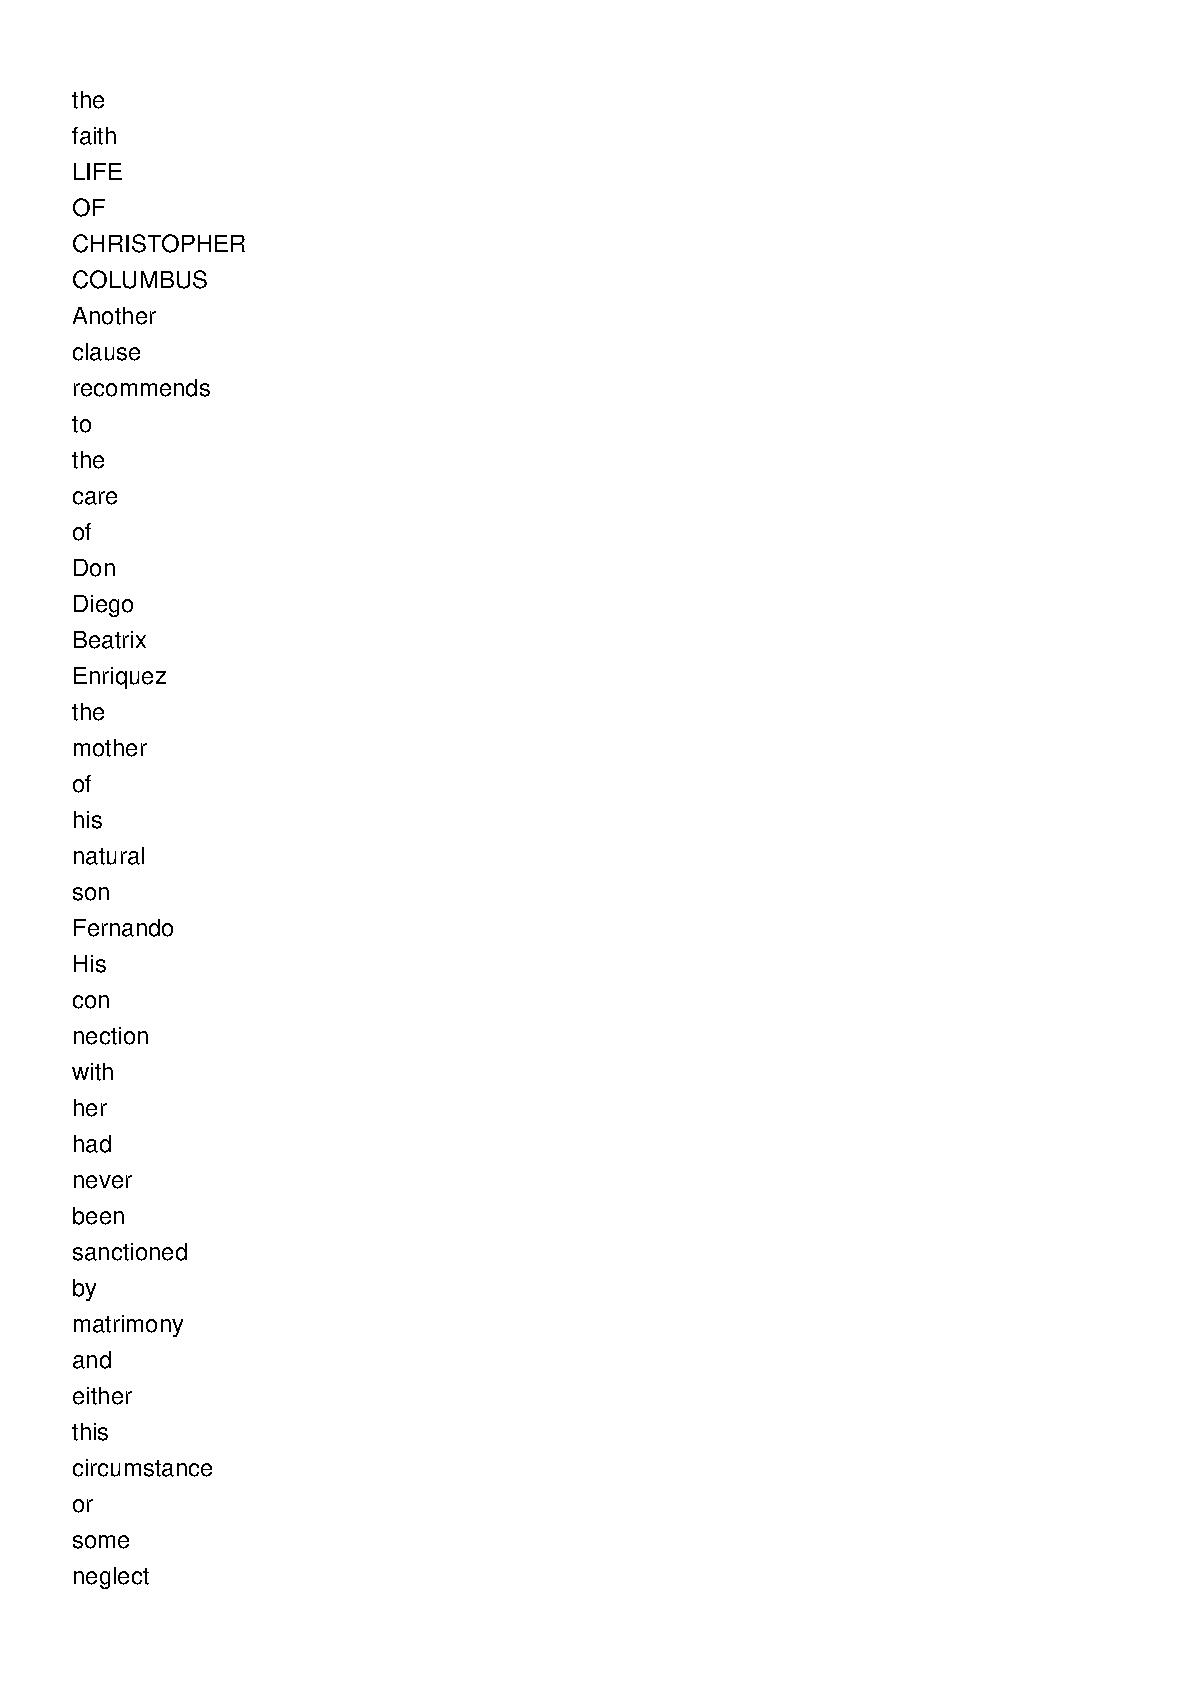 the
faith
LIFE
OF
CHRISTOPHER
COLUMBUS
Another
clause
recommends
to
the
care
of
Don
Diego
Beatrix
Enriquez
the
mother
of
his
natural
son
Fernando
His
con
nection
with
her
had
never
been
sanctioned
by
matrimony
and
either
this
circumstance
or
some
neglect